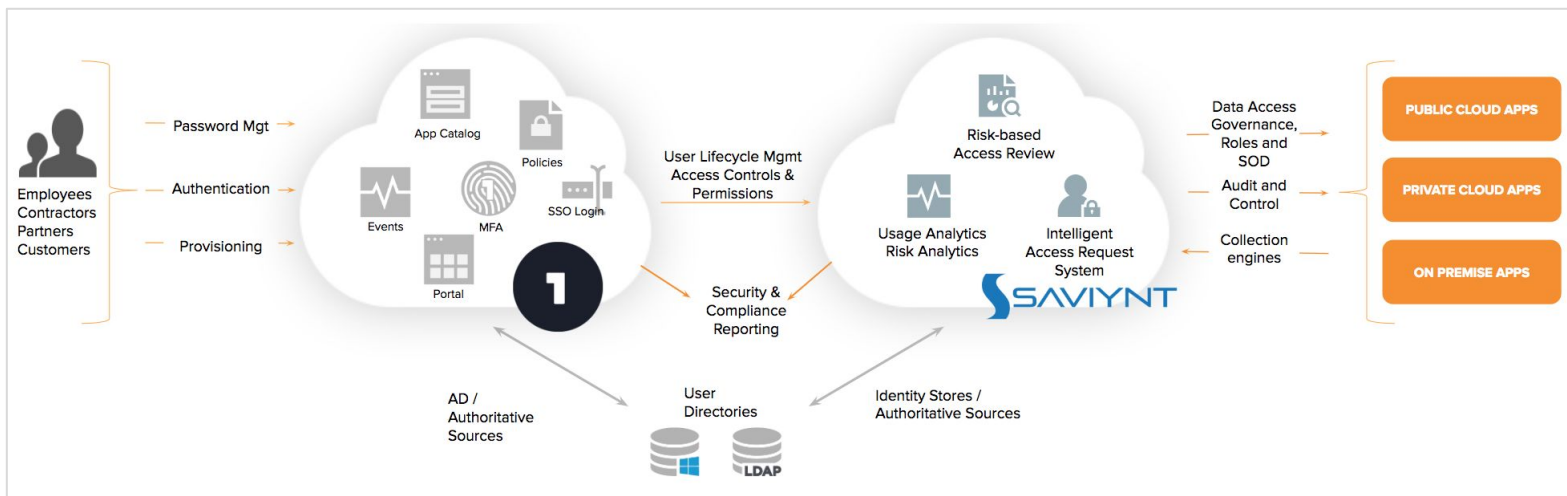 Employees
Contractors
Partners
Customers
Password Mgt
Authentication
Provisioning
App Catalog
Policies
Events
MFA
SSO Login
Portal
1
User Lifecycle Mgmt
Access Controls &
Permissions
Security &
Compliance
Reporting
Risk-based
Access Review
Usage Analytics
Risk Analytics
Intelligent
Access Request
System
SAVIYNT
Data Access
Governance,
Roles and
SOD
Audit and
Control
Collection
engines
PUBLIC CLOUD APPS
PRIVATE CLOUD APPS
ON PREMISE APPS
AD /
Authoritative
Sources
User
Directories
LDAP
Identity Stores /
Authoritative Sources